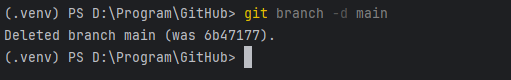 (.venv) PS D:\Program\GitHub> git branch -d main
Deleted branch main (was 6b47177).
(.venv) PS D:\Program\GitHub>